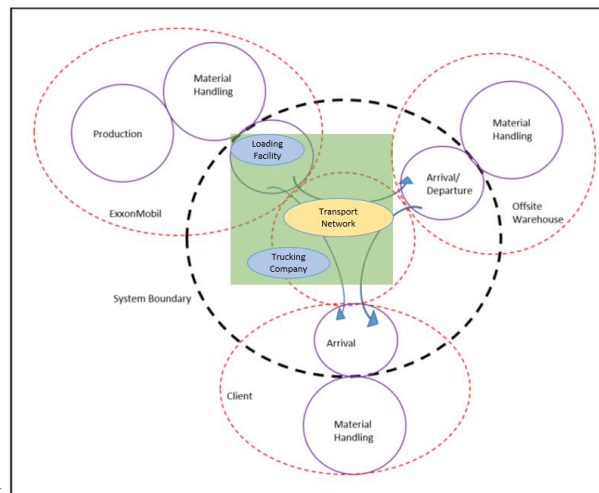 Material
Handling
Production
Loading
Facility
ExxonMobil
Material
Handling
Arrival/
Departure
Offsite
Warehouse
Transport
Network
Trucking
Company
System Boundary
Arrival
Client
Material
Handling